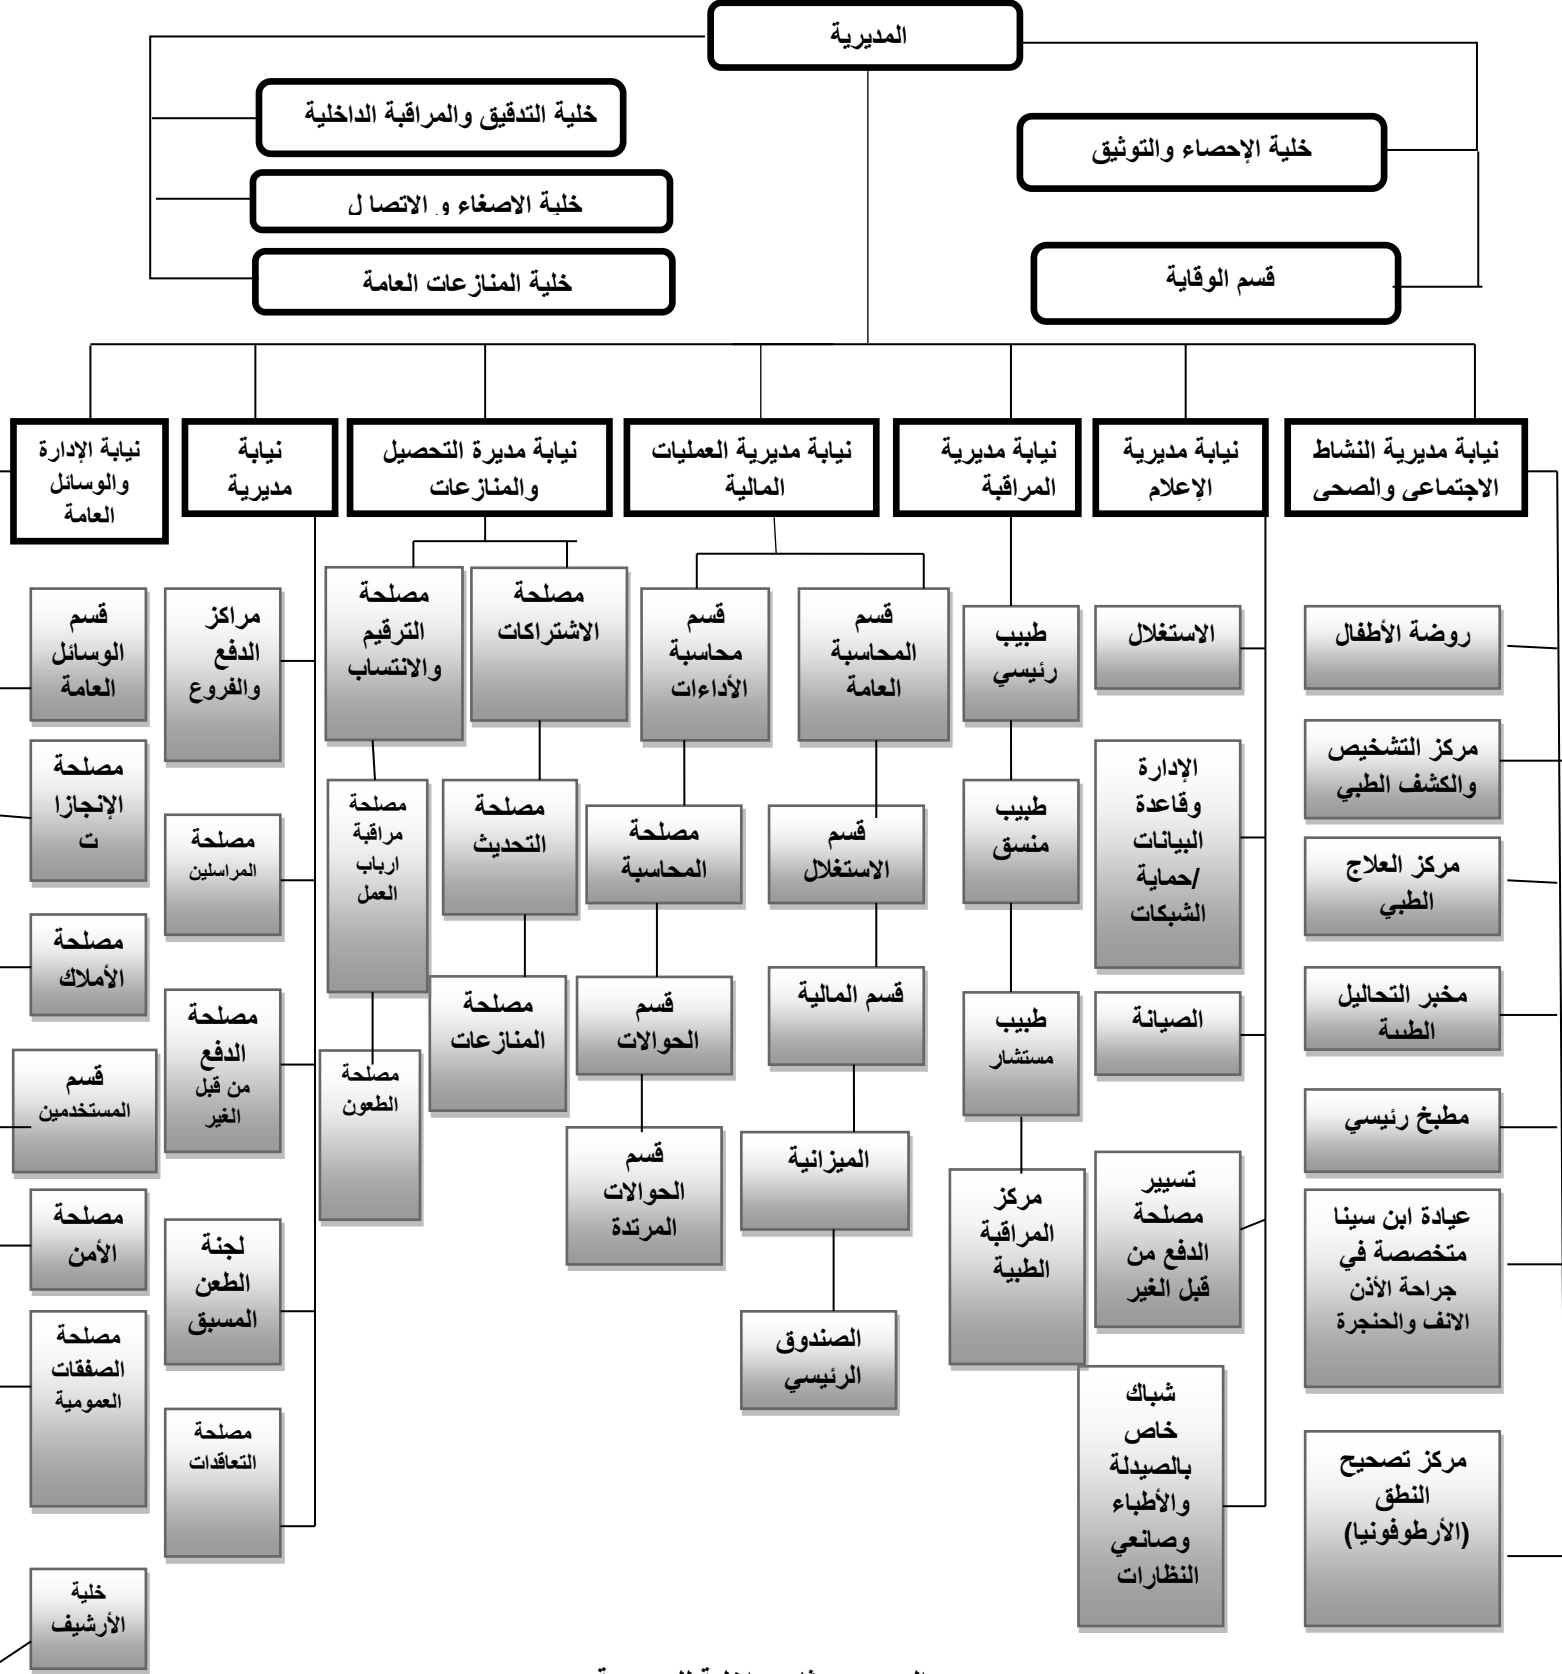 المديرية
خلية الإحصاء والتوثيق
قسم الوقاية
خلية التدقيق والمراقبة الداخلية
خلية الاصغاء و الاتصا ل
خلية المنازعات العامة
نيابة مديرية النشاط
الاجتماعي والصحي
نيابة مديرية
الإعلام
نيابة مديرية
المراقبة
نيابة مديرية العمليات
المالية
نيابة مديرة التحصيل
والمنازعات
نيابة
مديرية
نيابة الإدارة
والوسائل
العامة
روضة الأطفال
مركز التشخيص
والكشف الطبي
مركز العلاج
الطبي
مخبر التحاليل
الطبية
مطبخ رئيسي
عيادة ابن سينا
متخصصة في
جراحة الأذن
الانف والحنجرة
مركز تصحيح
النطق
(الأرطوفونيا)
الاستغلال
الإدارة
وقاعدة
البيانات
/حماية
الشبكات
الصيانة
تسيير
مصلحة
الدفع من
قبل الغير
شباك
خاص
بالصيدلة
والأطباء
وصانعي
النظارات
طبيب
رئيسي
طبيب
منسق
طبيب
مستشار
مركز
المراقبة
الطبية
قسم
المحاسبة
العامة
قسم
الاستغلال
قسم المالية
الميزانية
الصندوق
الرئيسي
قسم
محاسبة
الأداءات
مصلحة
المحاسبة
قسم
الحوالات
قسم
الحوالات
المرتدة
مصلحة
الاشتراكات
مصلحة
التحديث
مصلحة
المنازعات
مصلحة
الترقيم
والانتساب
مصلحة
مراقبة
ارباب
العمل
مصلحة
الطعون
مراكز
الدفع
والفروع
مصلحة
المراسلين
مصلحة
الدفع
من قبل
الغير
لجنة
الطعن
المسبق
مصلحة
التعاقدات
قسم
الوسائل
العامة
مصلحة
الإنجازا
ت
مصلحة
الأملاك
قسم
المستخدمين
مصلحة
الأمن
مصلحة
الصفقات
العمومية
خلية
الأرشيف